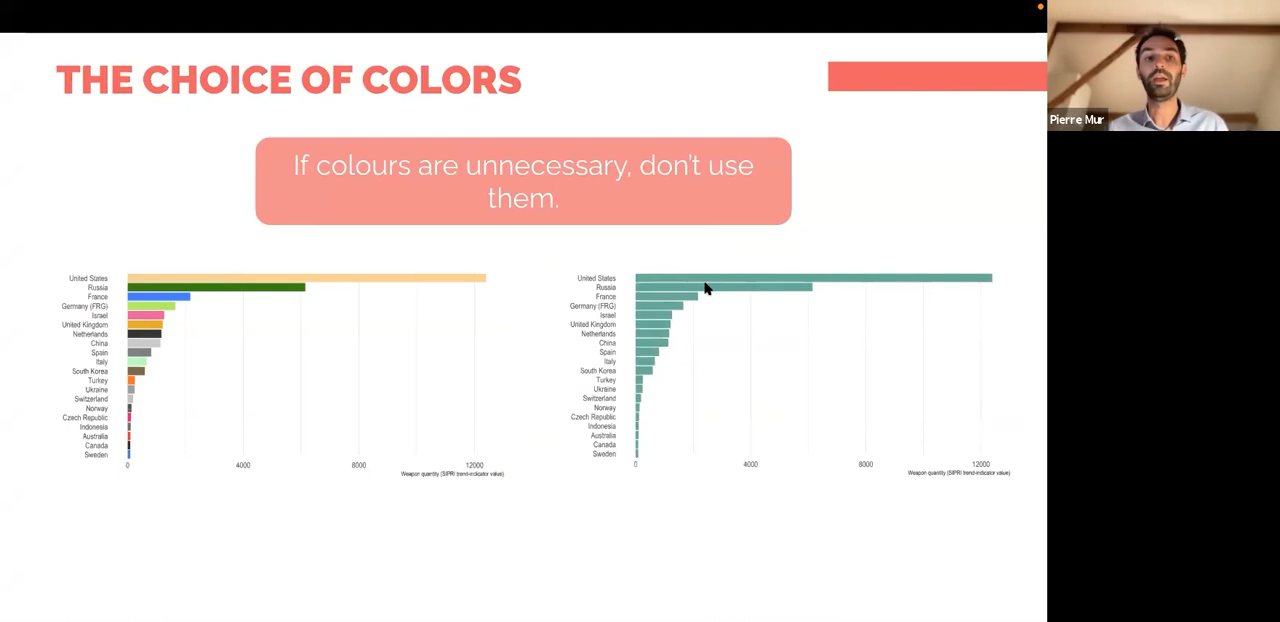 THE CHOICE OF COLORS
Pierre Mur
If colours are unnecessary, don't use
them.
United States
Russia
France
Germany (FRG)
Israel
United Kingdom
Netherlands
China
Spain
Italy
South Korea
Turkey
Ukraine
Switzerland
Norway
Czech Republic
Indonesia
Australia
Canada
Sweden
0 4000 8000 12000
Weapon quantity (SIPRI trend-indicator value)
United States
Russia
France
Germany (FRG)
Israel
United Kingdom
Netherlands
China
Spain
Italy
South Korea
Turkey
Ukraine
Switzerland
Norway
Czech Republic
Indonesia
Australia
Canada
Sweden
0 4000 8000 12000
Weapon quantity (SIPRI trend-indicator value)